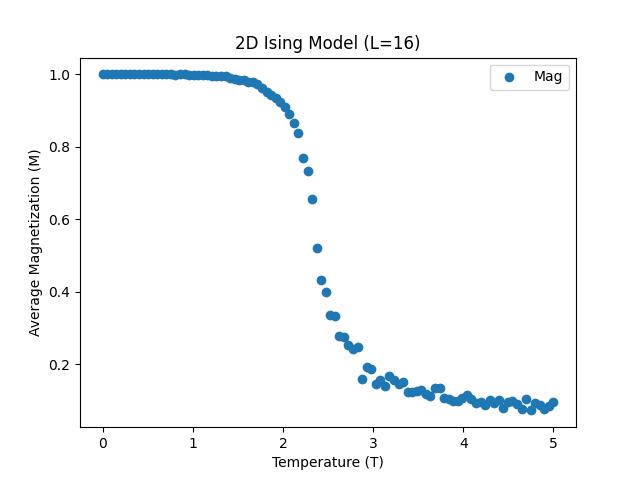 2D Ising Model (L=16)
Mag
1.0
0.8
0.6
0.4
0.2
Average Magnetization (M)
0 1 2 3 4 5
Temperature (T)